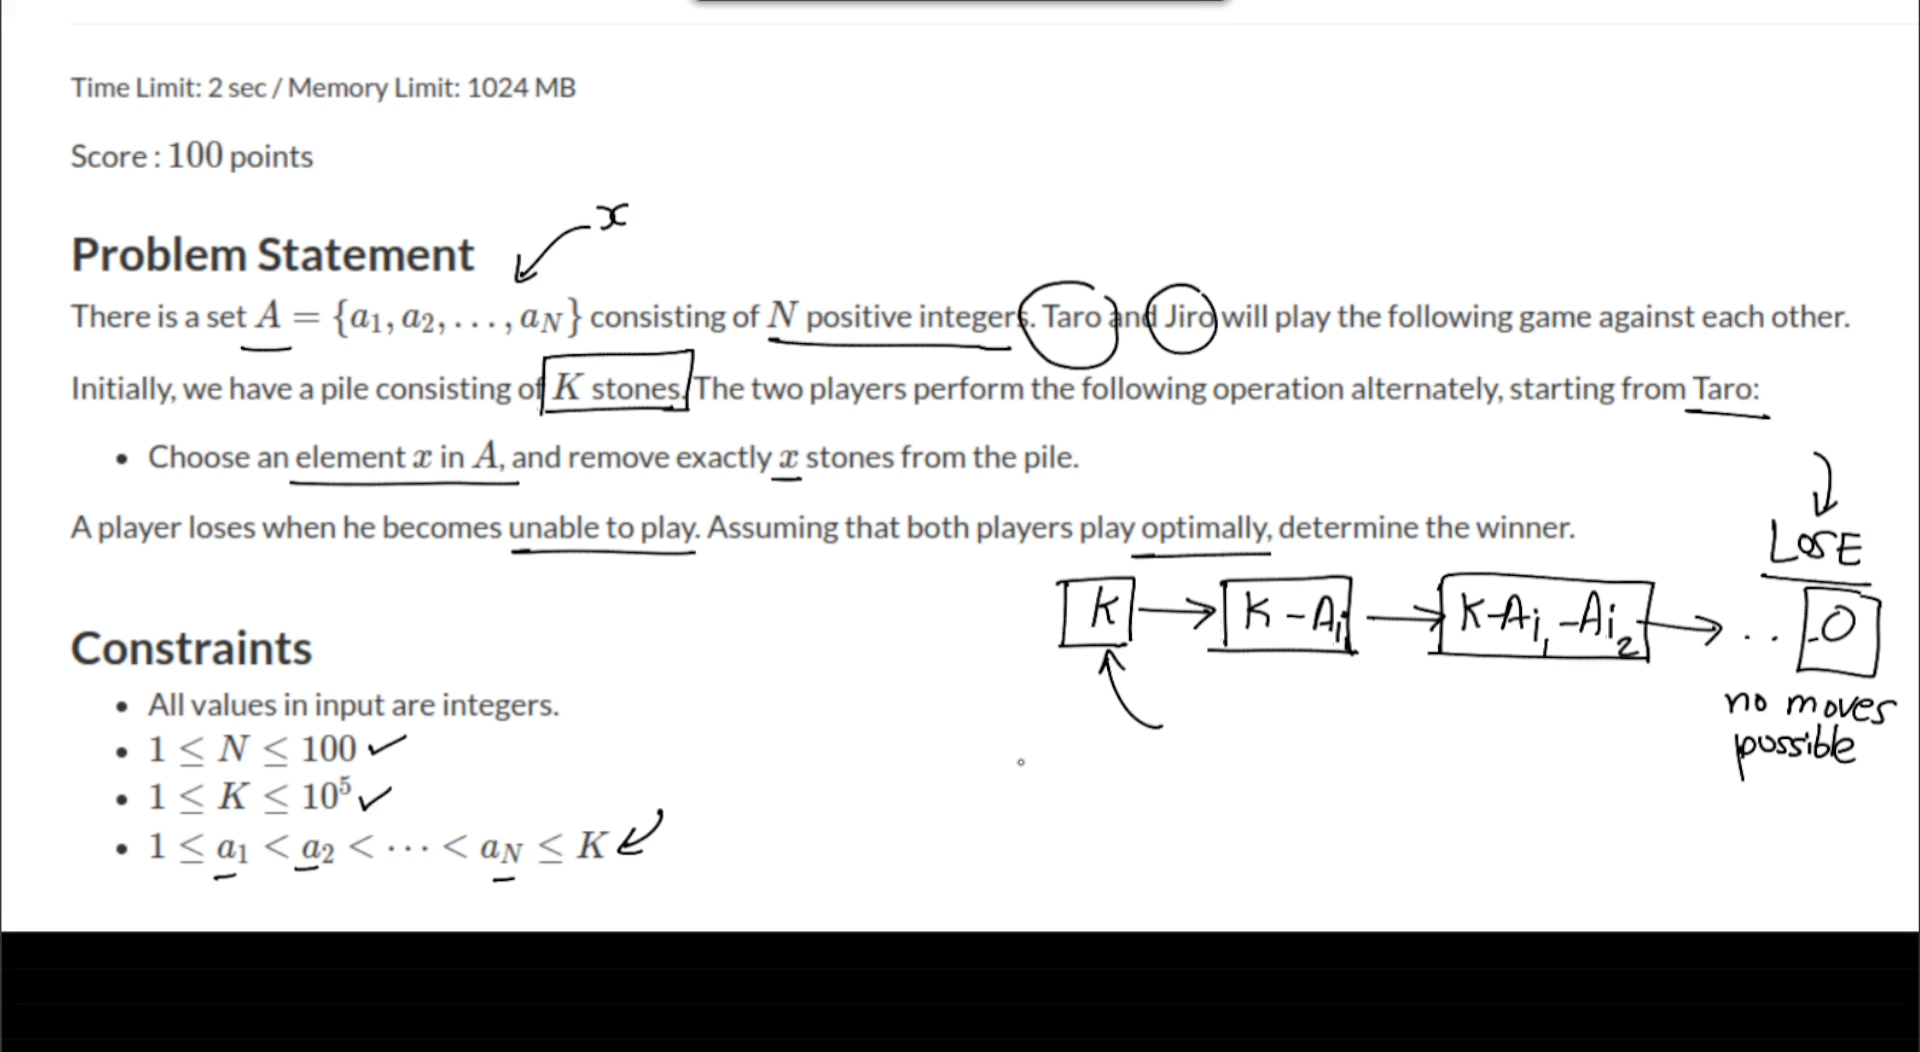 Time Limit: 2 sec / Memory Limit: 1024 MB
Score : 100 points
x
Problem Statement
There is a set A = {a₁, a₂, . . . , a_N} consisting of N positive integers. Taro and Jiro will play the following game against each other.
Initially, we have a pile consisting of K stones. The two players perform the following operation alternately, starting from Taro:
• Choose an element x in A, and remove exactly x stones from the pile.
A player loses when he becomes unable to play. Assuming that both players play optimally, determine the winner.
LOSE
K → K - Ai₁ → K-Ai₁ -Ai₂ → . . 0
no moves
possible
Constraints
• All values in input are integers.
• 1 ≤ N ≤ 100
• 1 ≤ K ≤ 10⁵
• 1 ≤ a₁ < a₂ < · · · < a_N ≤ K